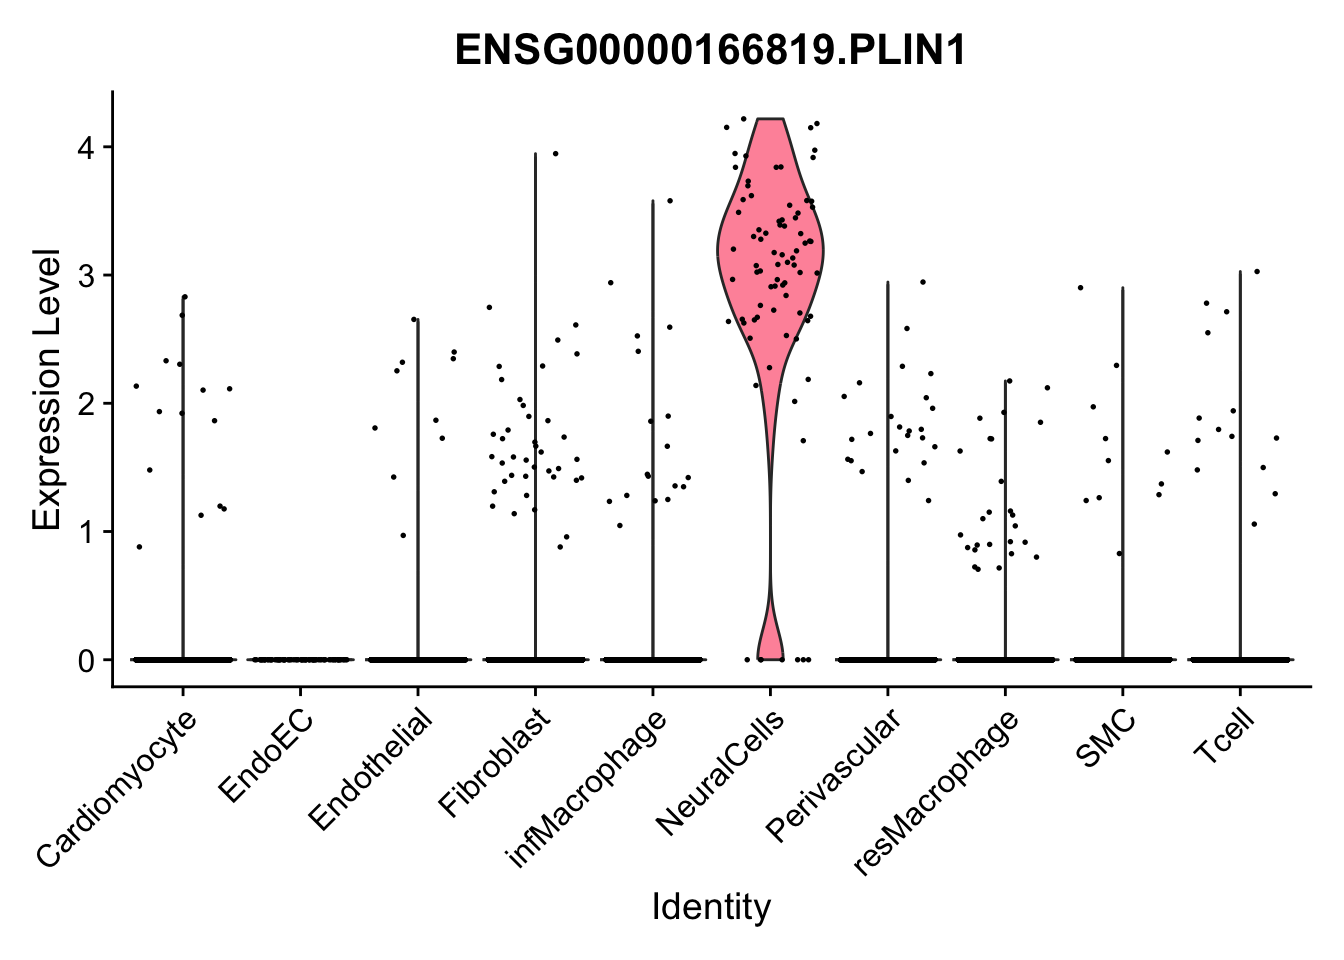 ENSG00000166819.PLIN1
Expression Level
4
3
2
1
0
Cardiomyocyte
EndoEC
Endothelial
Fibroblast
infMacrophage
NeuralCells
Perivascular
resMacrophage
SMC
Tcell
Identity